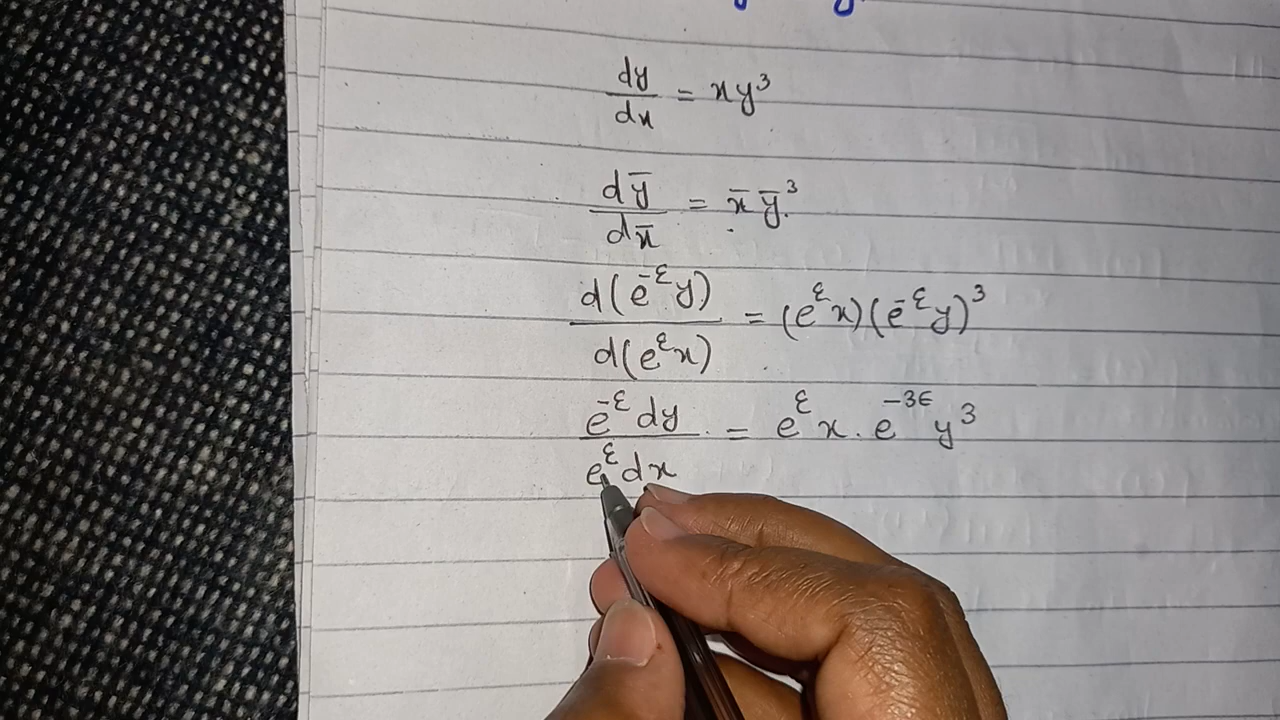 dy/dx = xy³
dȳ/dx̄ = x̄ ȳ³
d(e^-ε y)/d(e^ε x) = (e^ε x)(e^-ε y)³
e^-ε dy/e^ε dx = e^ε x . e^-3ϵ y³